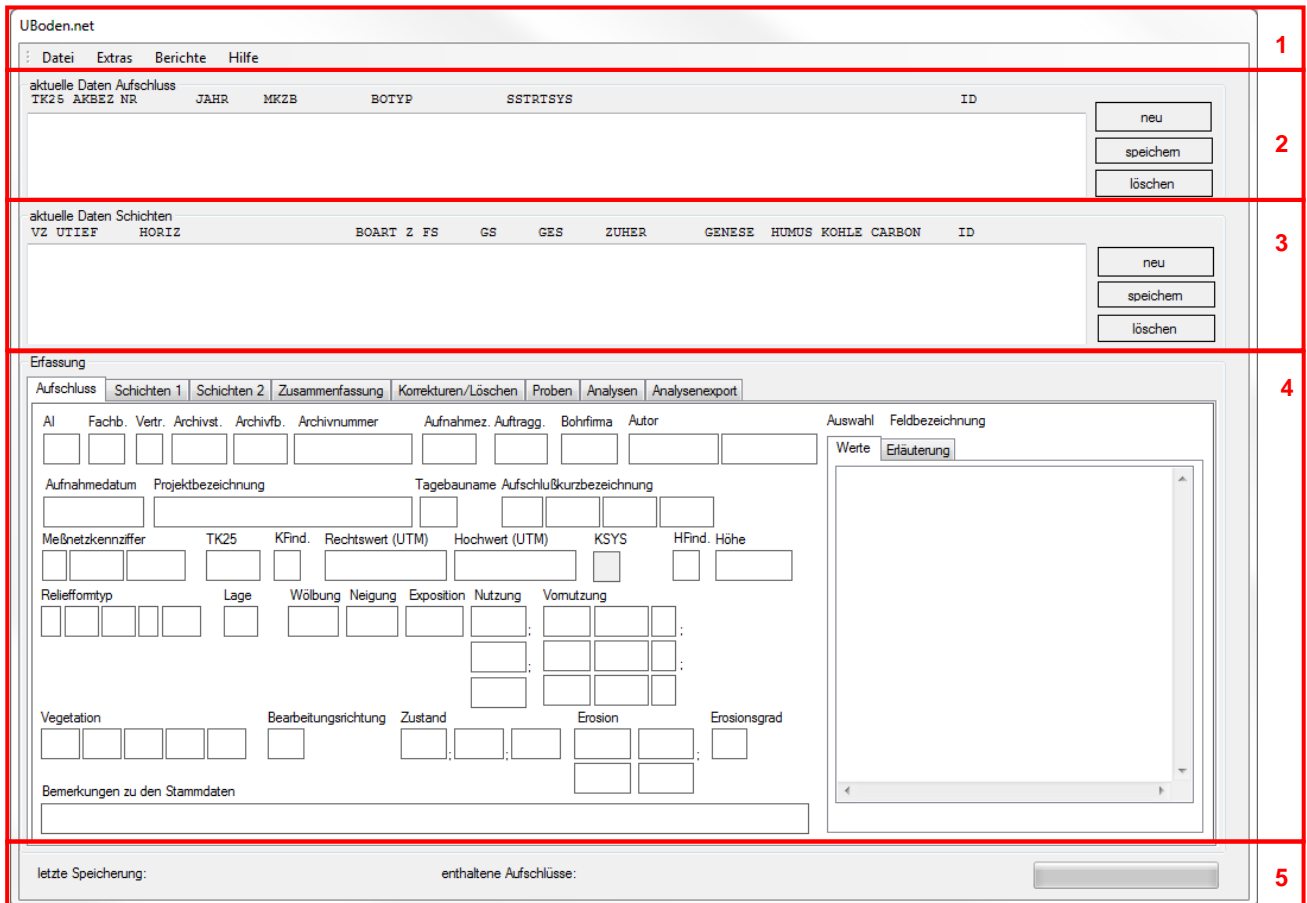 UBoden.net
1
Datei Extras Berichte Hilfe
aktuelle Daten Aufschluss
TK25 AKBEZ NR JAHR MKZB BOTYP SSTRTSYS ID
neu
speichern
2
löschen
aktuelle Daten Schichten
VZ UTIEF HORIZ BOART Z FS GS GES ZUHER GENESE HUMUS KOHLE CARBON ID
3
neu
speichern
löschen
Erfassung
4
Aufschluss Schichten 1 Schichten 2 Zusammenfassung Korrekturen/Löschen Proben Analysen Analysenexport
AI Fachb. Vertr. Archivst. Archivfb. Archivnummer Aufnahmez. Auftragg. Bohrfirma Autor
Auswahl Feldbezeichnung
Werte Erläuterung
Aufnahmedatum Projektbezeichnung Tagebauname Aufschlußkurzbezeichnung
Meßnetzkennziffer TK25 KFind. Rechtswert (UTM) Hochwert (UTM) KSYS HFind. Höhe
Reliefformtyp Lage Wölbung Neigung Exposition Nutzung Vornutzung
; ;
; ;
Vegetation Bearbeitungsrichtung Zustand Erosion Erosionsgrad
; ; ;
Bemerkungen zu den Stammdaten
letzte Speicherung: enthaltene Aufschlüsse:
5